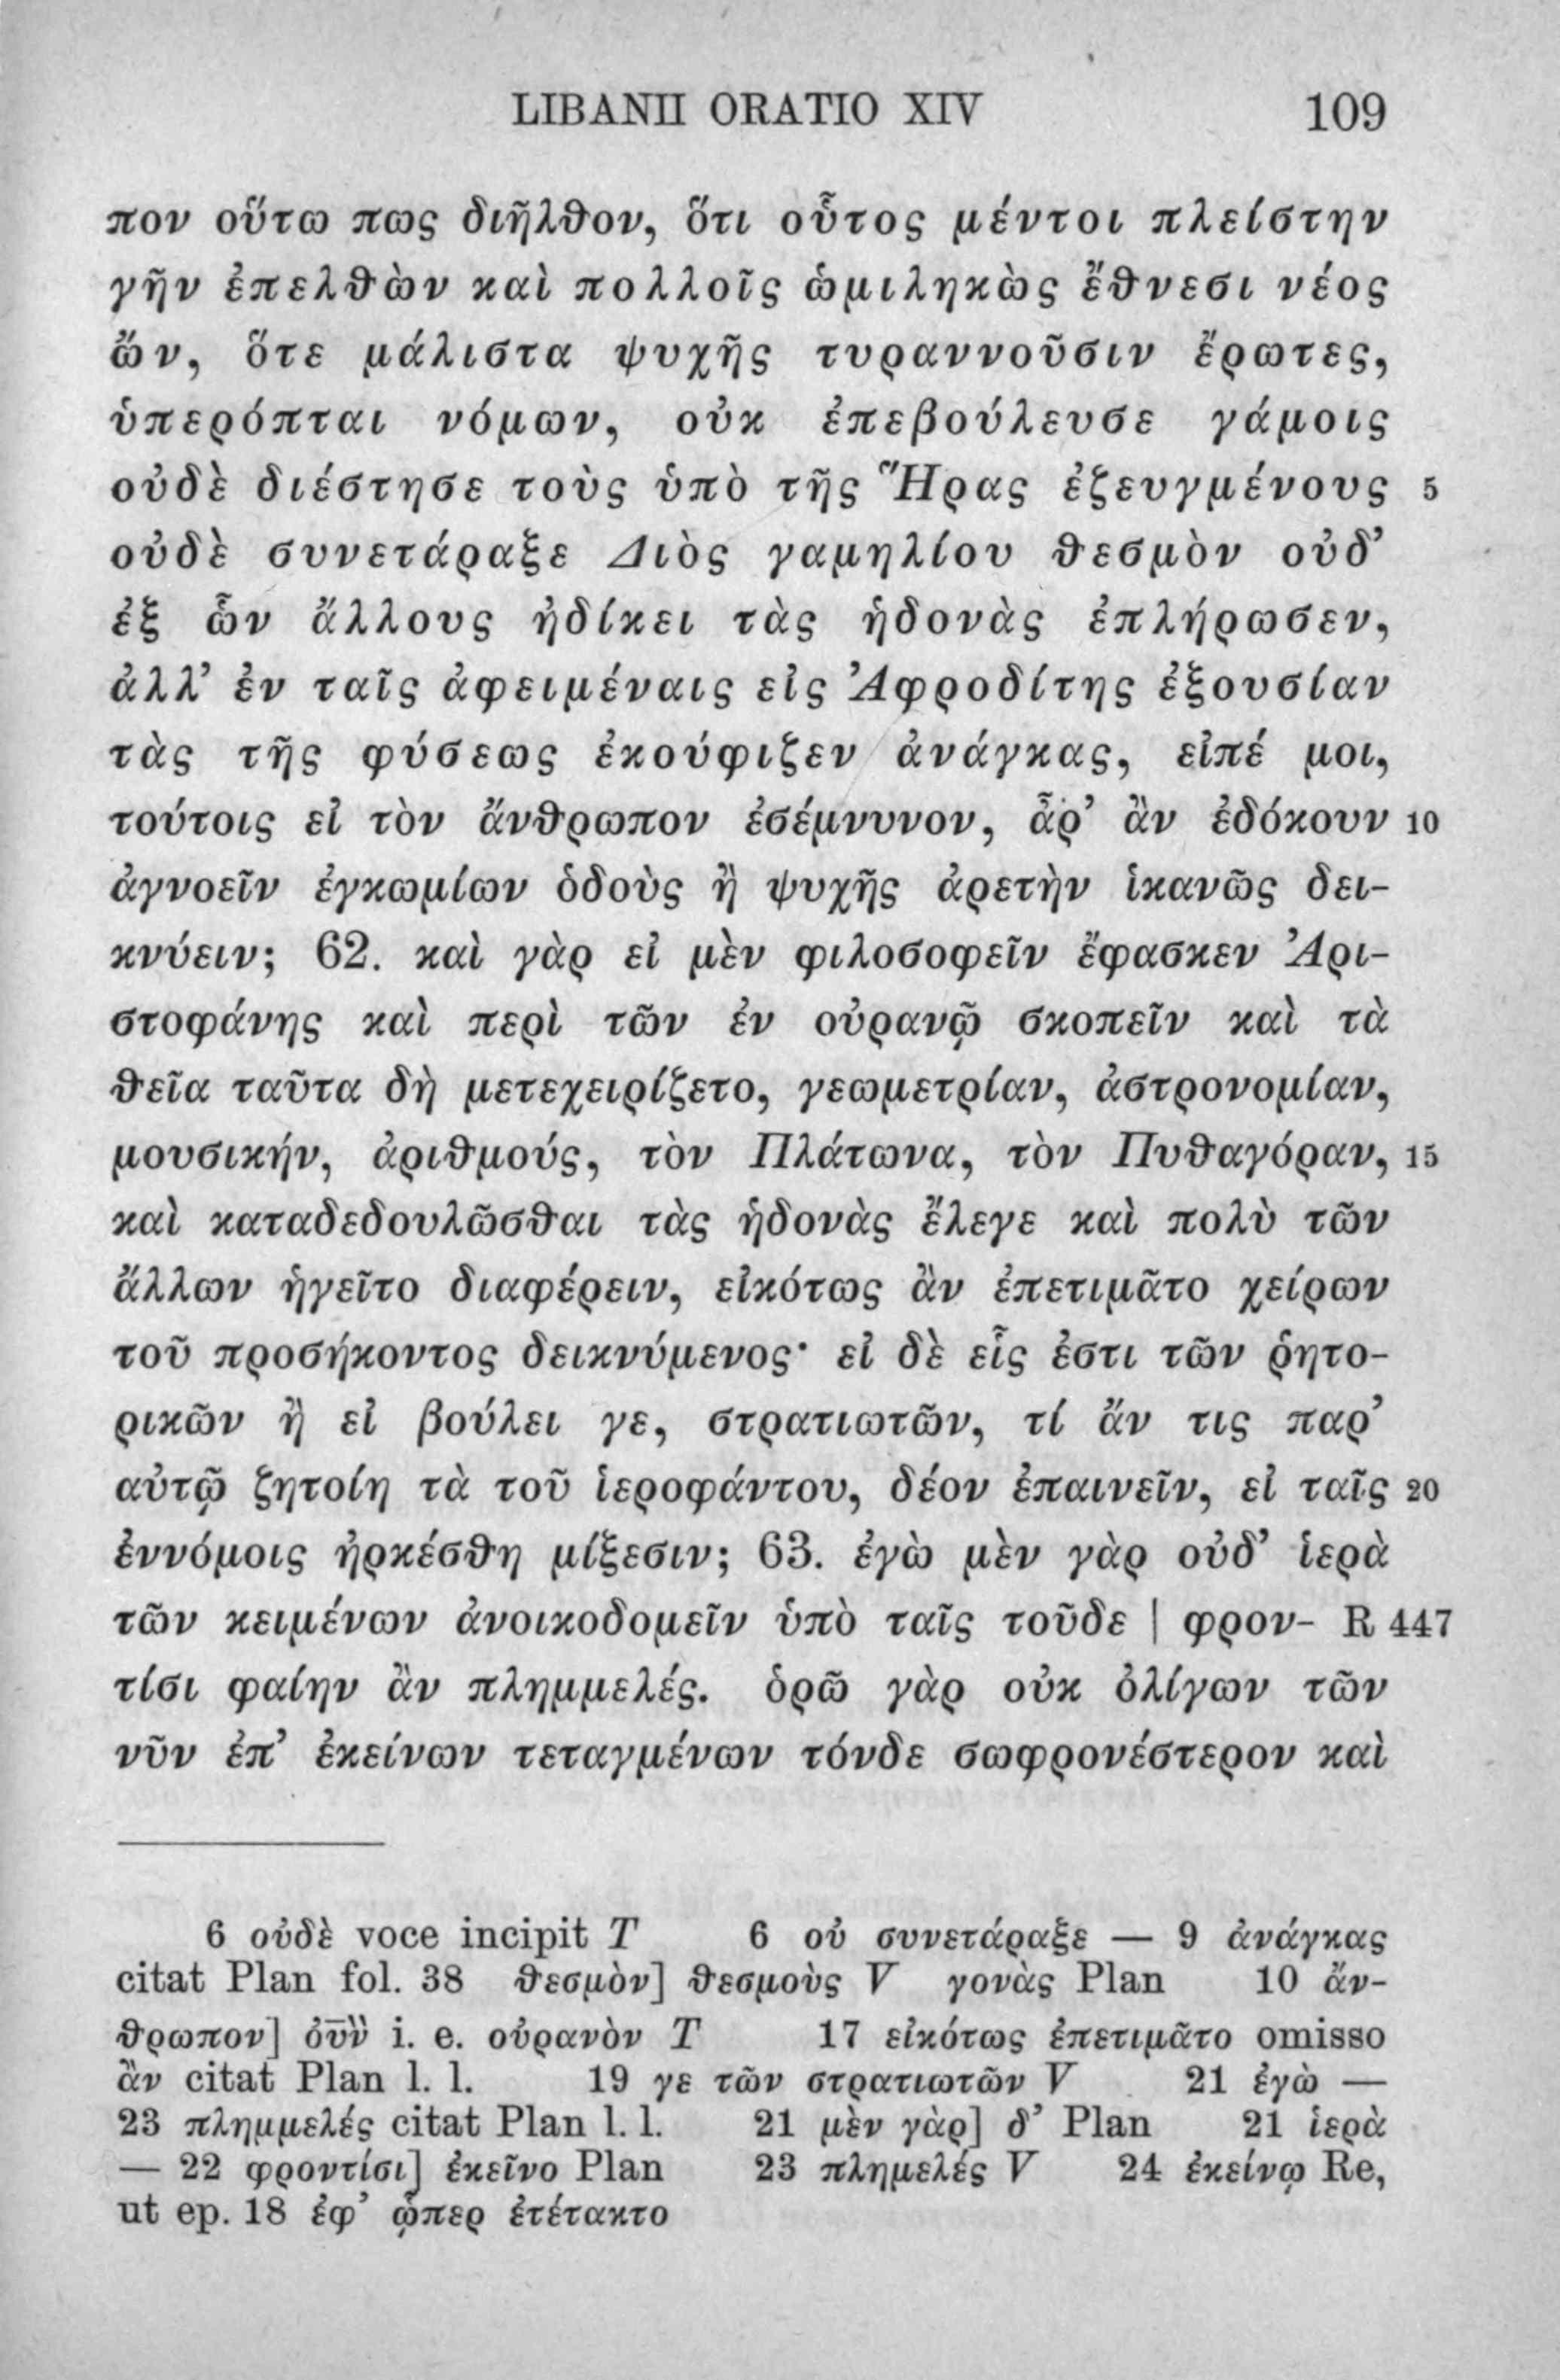 LIBANII ORATIO XIV 109
πον οὕτω πως διῆλθον, ὅτι οὗτος μέντοι πλείστην
γῆν ἐπελθὼν καὶ πολλοῖς ὡμιληκὼς ἔθνεσι νέος
ὤν, ὅτε μάλιστα ψυχῆς τυραννοῦσιν ἔρωτες,
ὑπερόπται νόμων, οὐκ ἐπεβούλευσε γάμοις
οὐδὲ διέστησε τοὺς ὑπὸ τῆς Ἥρας ἐζευγμένους 5
οὐδὲ συνετάραξε Διὸς γαμηλίου θεσμὸν οὐδ’
ἐξ ὧν ἄλλους ἠδίκει τὰς ἡδονὰς ἐπλήρωσεν,
ἀλλ’ ἐν ταῖς ἀφειμέναις εἰς Ἀφροδίτης ἐξουσίαν
τὰς τῆς φύσεως ἐκούφιζεν ἀνάγκας, εἰπέ μοι,
τούτοις εἰ τὸν ἄνθρωπον ἐσέμνυνον, ἆρ’ ἂν ἐδόκουν 10
ἀγνοεῖν ἐγκωμίων ὁδοὺς ἢ ψυχῆς ἀρετὴν ἱκανῶς δει-
κνύειν; 62. καὶ γὰρ εἰ μὲν φιλοσοφεῖν ἔφασκεν Ἀρι-
στοφάνης καὶ περὶ τῶν ἐν οὐρανῷ σκοπεῖν καὶ τὰ
θεῖα ταῦτα δὴ μετεχειρίζετο, γεωμετρίαν, ἀστρονομίαν,
μουσικήν, ἀριθμούς, τὸν Πλάτωνα, τὸν Πυθαγόραν, 15
καὶ καταδεδουλῶσθαι τὰς ἡδονὰς ἔλεγε καὶ πολὺ τῶν
ἄλλων ἡγεῖτο διαφέρειν, εἰκότως ἂν ἐπετιμᾶτο χείρων
τοῦ προσήκοντος δεικνύμενος· εἰ δὲ εἷς ἐστι τῶν ῥητο-
ρικῶν ἢ εἰ βούλει γε, στρατιωτῶν, τί ἄν τις παρ’
αὐτῷ ζητοίη τὰ τοῦ ἱεροφάντου, δέον ἐπαινεῖν, εἰ ταῖς 20
ἐννόμοις ἠρκέσθη μίξεσιν; 63. ἐγὼ μὲν γὰρ οὐδ’ ἱερὰ
τῶν κειμένων ἀνοικοδομεῖν ὑπὸ ταῖς τοῦδε | φρον- R 447
τίσι φαίην ἂν πλημμελές. ὁρῶ γὰρ οὐκ ὀλίγων τῶν
νῦν ἐπ’ ἐκείνων τεταγμένων τόνδε σωφρονέστερον καὶ
6 οὐδὲ voce incipit T 6 οὐ συνετάραξε — 9 ἀνάγκας
citat Plan fol. 38 θεσμὸν] θεσμοὺς V γονὰς Plan 10 ἄν-
θρωπον] ο̅υ̅ν̀ν i. e. οὐρανὸν T 17 εἰκότως ἐπετιμᾶτο omisso
ἂν citat Plan l. l. 19 γε τῶν στρατιωτῶν V 21 ἐγὼ —
23 πλημμελές citat Plan l. l. 21 μὲν γὰρ] δ’ Plan 21 ἱερὰ
— 22 φροντίσι] ἐκεῖνο Plan 23 πλημελές V 24 ἐκείνῳ Re,
ut ep. 18 ἐφ’ ᾧπερ ἐτέτακτο